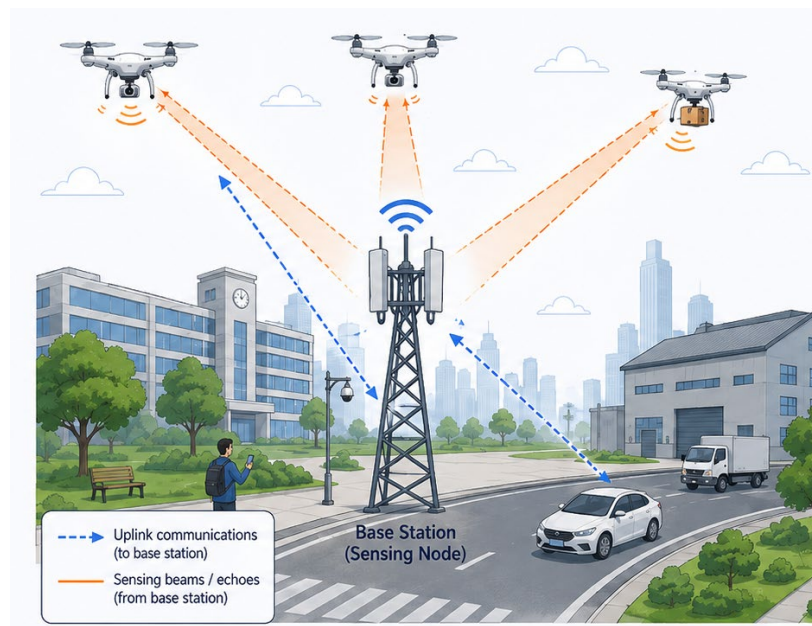 Base Station
(Sensing Node)
Uplink communications
(to base station)
Sensing beams / echoes
(from base station)